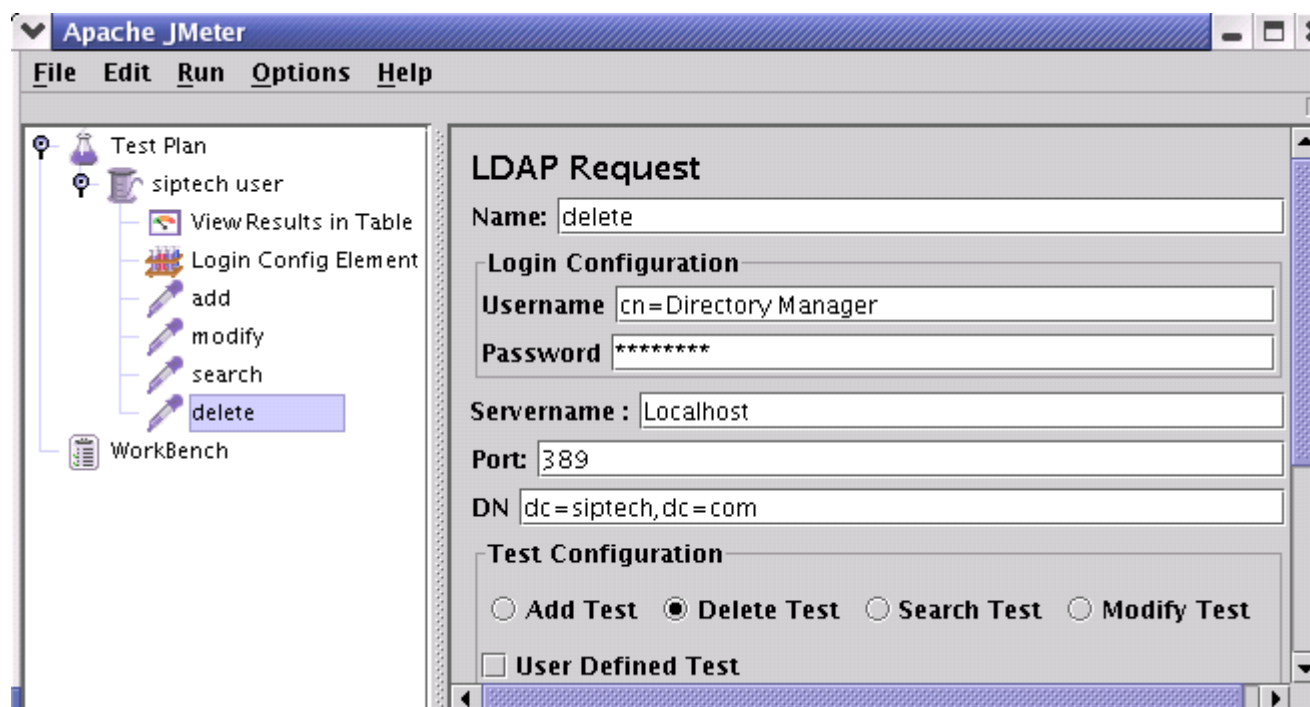 Apache JMeter
File Edit Run Options Help
Test Plan
siptech user
View Results in Table
Login Config Element
add
modify
search
delete
WorkBench
LDAP Request
Name: delete
Login Configuration
Username cn=Directory Manager
Password ********
Servername : Localhost
Port: 389
DN dc=siptech,dc=com
Test Configuration
Add Test Delete Test Search Test Modify Test
User Defined Test